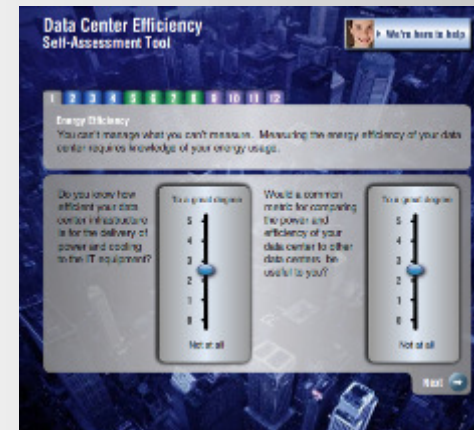 Data Center Efficiency
Self-Assessment Tool
We're here to help
1 2 3 4 5 6 7 8 9 10 11 12
Energy Efficiency
You can't manage what you can't measure. Measuring the energy efficiency of your data
center requires knowledge of your energy usage.
Do you know how
efficient your data
center infrastructure
is for the delivery of
power and cooling
to the IT equipment?
To a great degree
5
4
3
2
1
0
Not at all
Would a common
metric for comparing
the power and
efficiency of your
data center to other
data centers, be
useful to you?
To a great degree
5
4
3
2
1
0
Not at all
Next